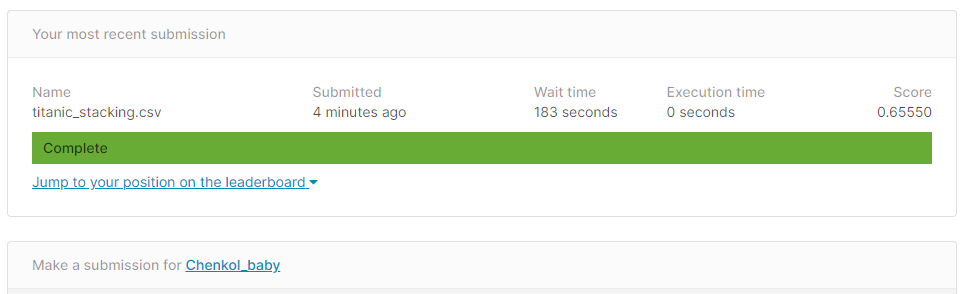 Your most recent submission
Name Submitted Wait time Execution time Score
titanic_stacking.csv 4 minutes ago 183 seconds 0 seconds 0.65550
Complete
Jump to your position on the leaderboard
Make a submission for Chenkol_baby